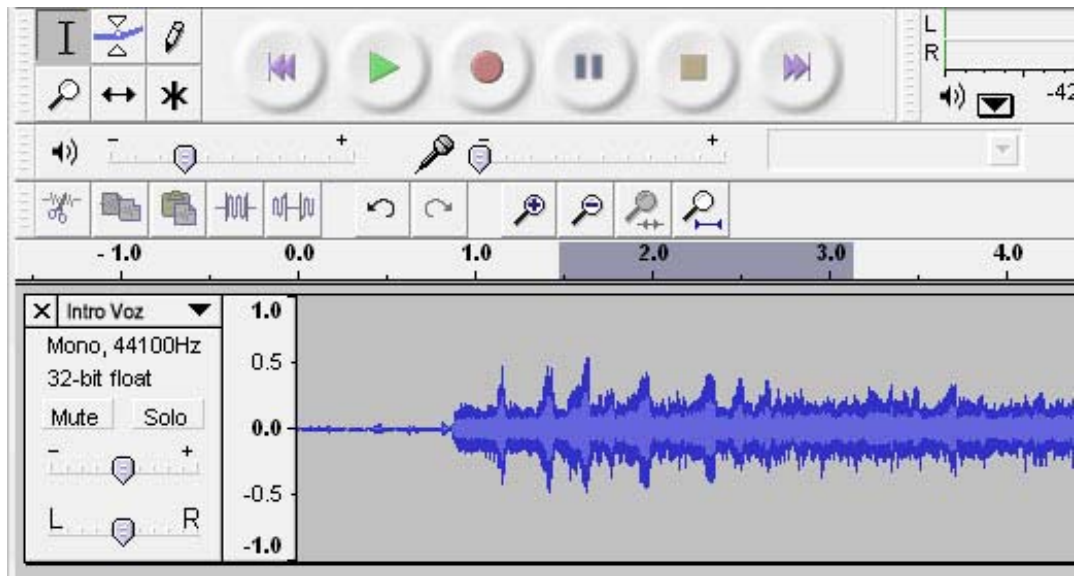 L
R
-42
- +
- +
- 1.0 0.0 1.0 2.0 3.0 4.0
X Intro Voz
Mono, 44100Hz
32-bit float
Mute Solo
- +
L R
1.0
0.5
0.0
-0.5
-1.0